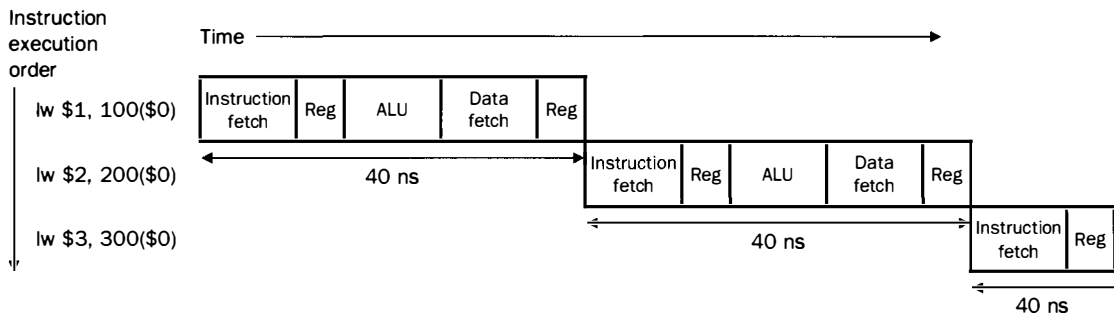 Instruction
execution
order
Time
lw $1, 100($0)
Instruction
fetch
Reg
ALU
Data
fetch
Reg
40 ns
lw $2, 200($0)
Instruction
fetch
Reg
ALU
Data
fetch
Reg
40 ns
lw $3, 300($0)
Instruction
fetch
Reg
40 ns